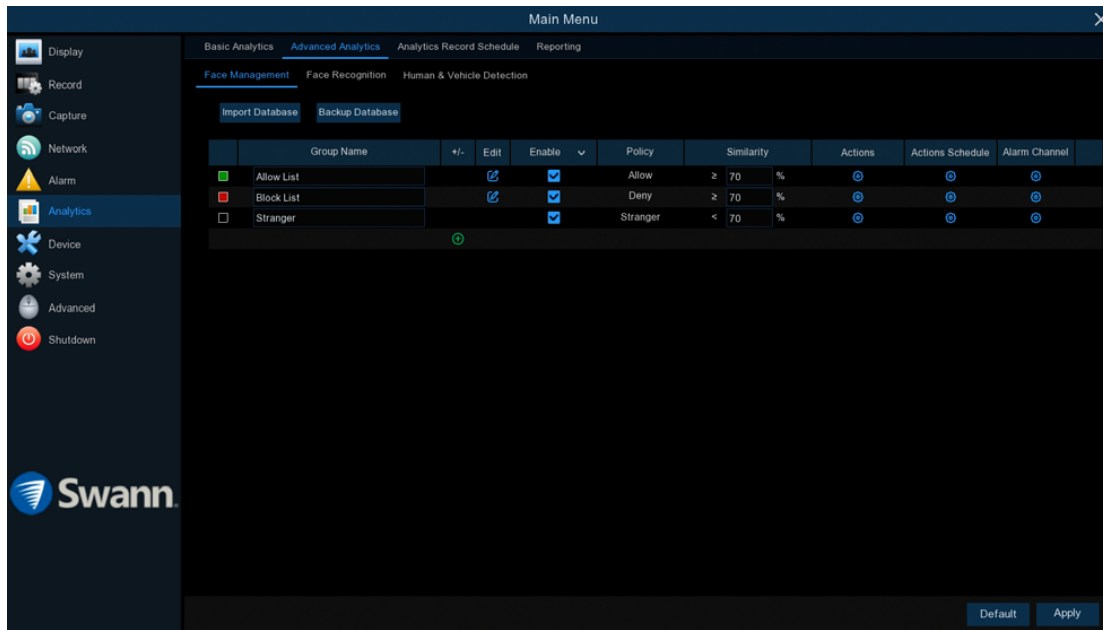 Main Menu
Display
Record
Capture
Network
Alarm
Analytics
Device
System
Advanced
Shutdown
Swann
Basic Analytics Advanced Analytics Analytics Record Schedule Reporting
Face Management Face Recognition Human & Vehicle Detection
Import Database Backup Database
Group Name +/- Edit Enable Policy Similarity Actions Actions Schedule Alarm Channel
Allow List Allow ≥ 70 %
Block List Deny ≥ 70 %
Stranger Stranger < 70 %
Default Apply